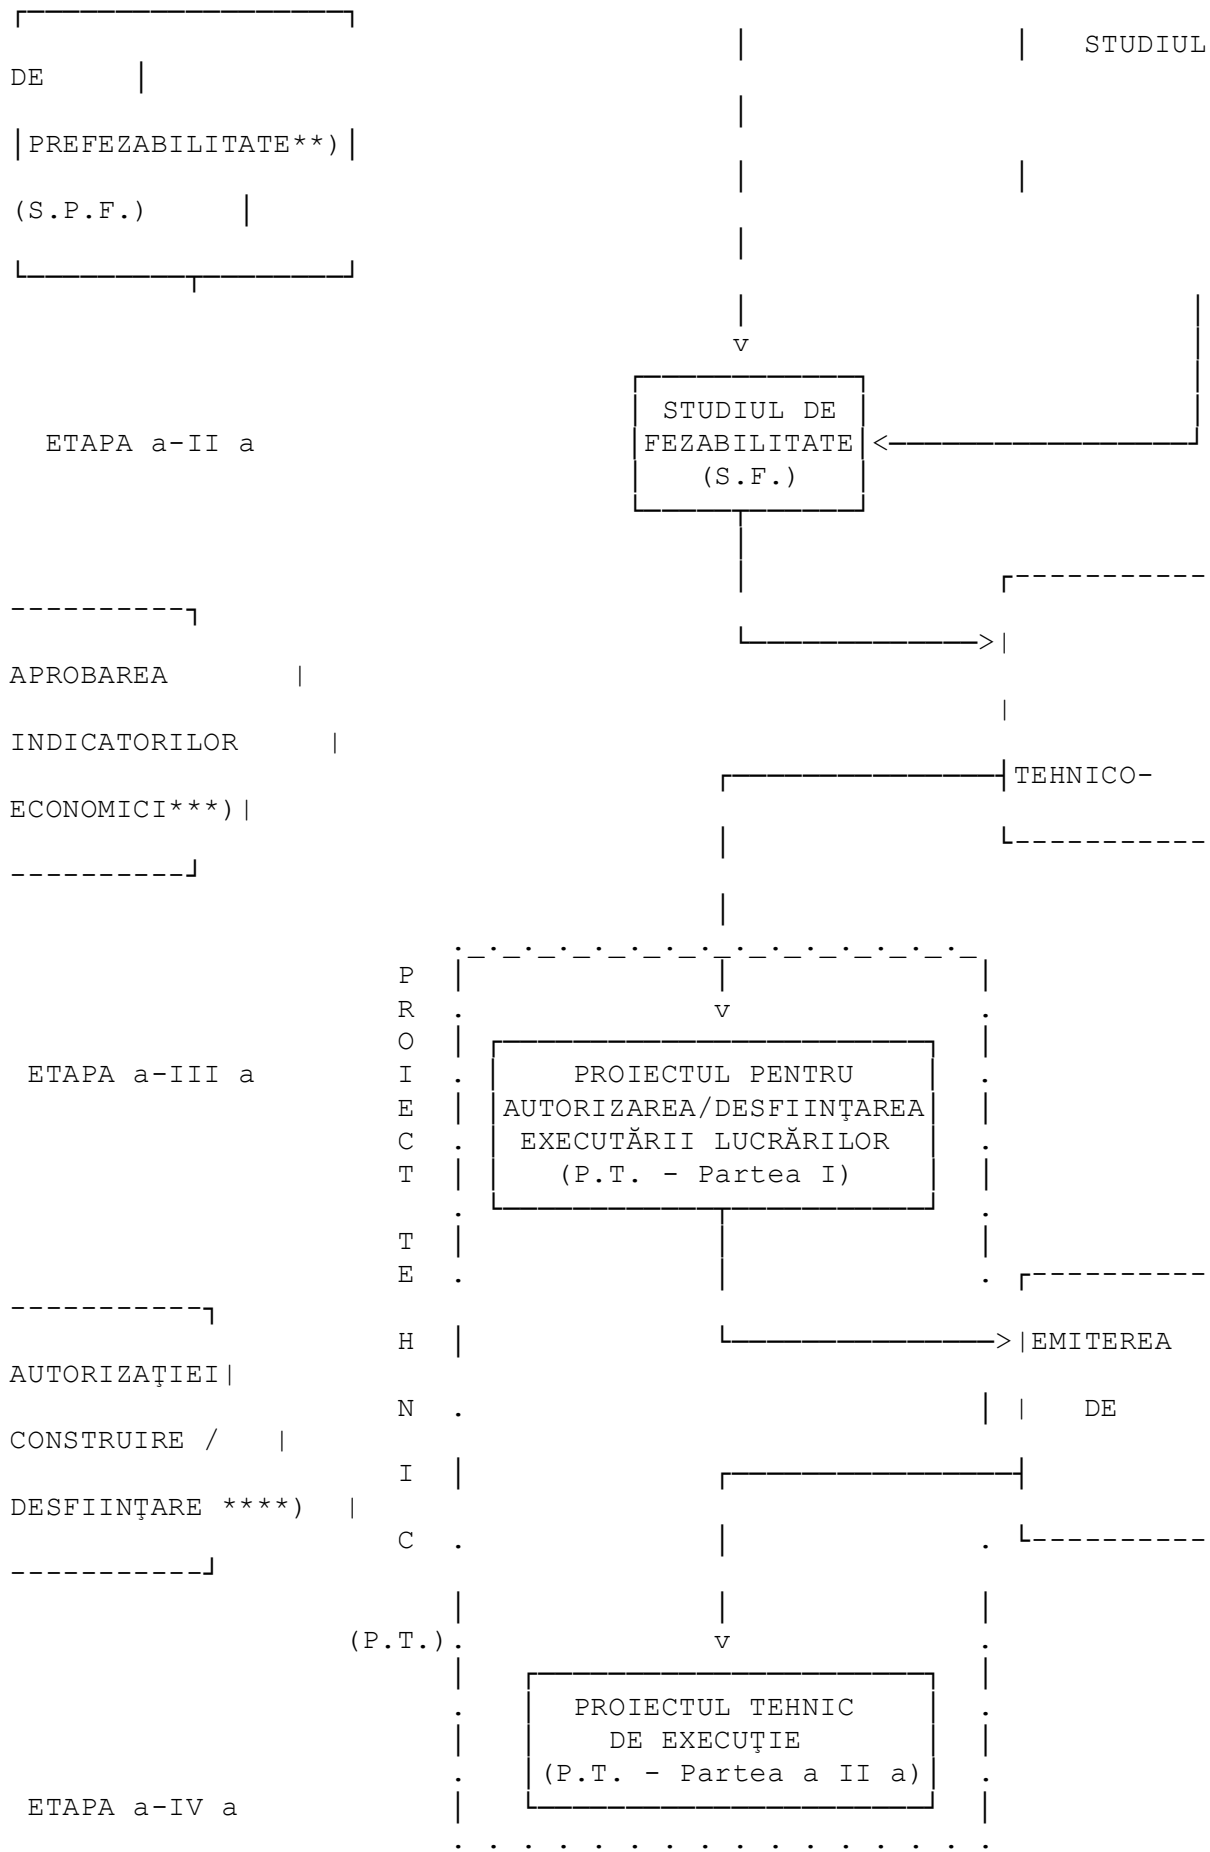 STUDIUL
DE
PREFEZABILITATE**)
(S.P.F.)
v
STUDIUL DE
ETAPA a-II a FEZABILITATE <
(S.F.)
>
APROBAREA
INDICATORILOR
TEHNICO-
ECONOMICI***)
P
R v
O
ETAPA a-III a I PROIECTUL PENTRU
E AUTORIZAREA/DESFIINŢAREA
C EXECUTĂRII LUCRĂRILOR
T (P.T. - Partea I)
T
E
H > EMITEREA
AUTORIZAŢIEI
N DE
CONSTRUIRE /
I
DESFIINŢARE ****)
C
(P.T.) v
PROIECTUL TEHNIC
DE EXECUŢIE
(P.T. - Partea a II a)
ETAPA a-IV a